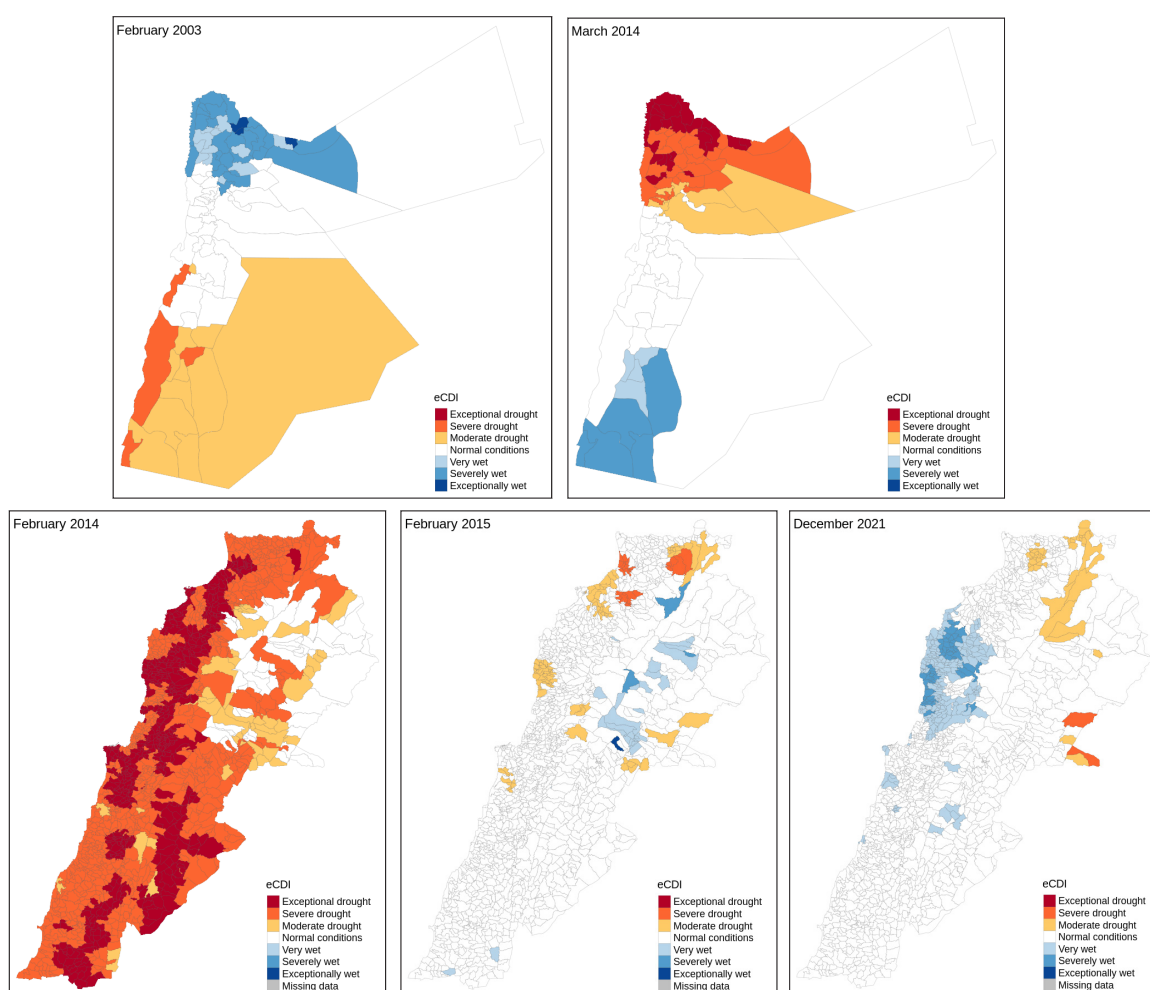 February 2003
eCDI
Exceptional drought
Severe drought
Moderate drought
Normal conditions
Very wet
Severely wet
Exceptionally wet
March 2014
eCDI
Exceptional drought
Severe drought
Moderate drought
Normal conditions
Very wet
Severely wet
Exceptionally wet
February 2014
eCDI
Exceptional drought
Severe drought
Moderate drought
Normal conditions
Very wet
Severely wet
Exceptionally wet
Missing data
February 2015
eCDI
Exceptional drought
Severe drought
Moderate drought
Normal conditions
Very wet
Severely wet
Exceptionally wet
Missing data
December 2021
eCDI
Exceptional drought
Severe drought
Moderate drought
Normal conditions
Very wet
Severely wet
Exceptionally wet
Missing data